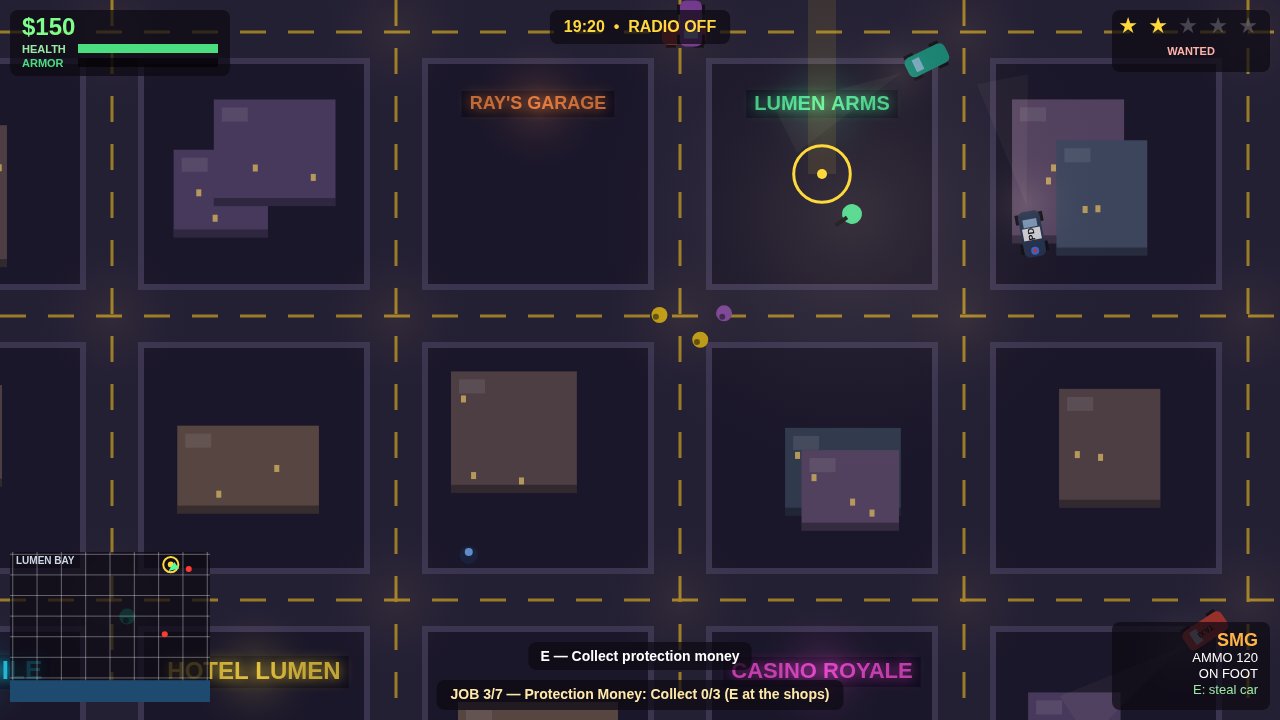 $150
HEALTH
ARMOR
19:20 • RADIO OFF
WANTED
RAY'S GARAGE
LUMEN ARMS
PD
LUMEN BAY
HOTEL LUMEN
CASINO ROYALE
E — Collect protection money
JOB 3/7 — Protection Money: Collect 0/3 (E at the shops)
SMG
AMMO 120
ON FOOT
E: steal car